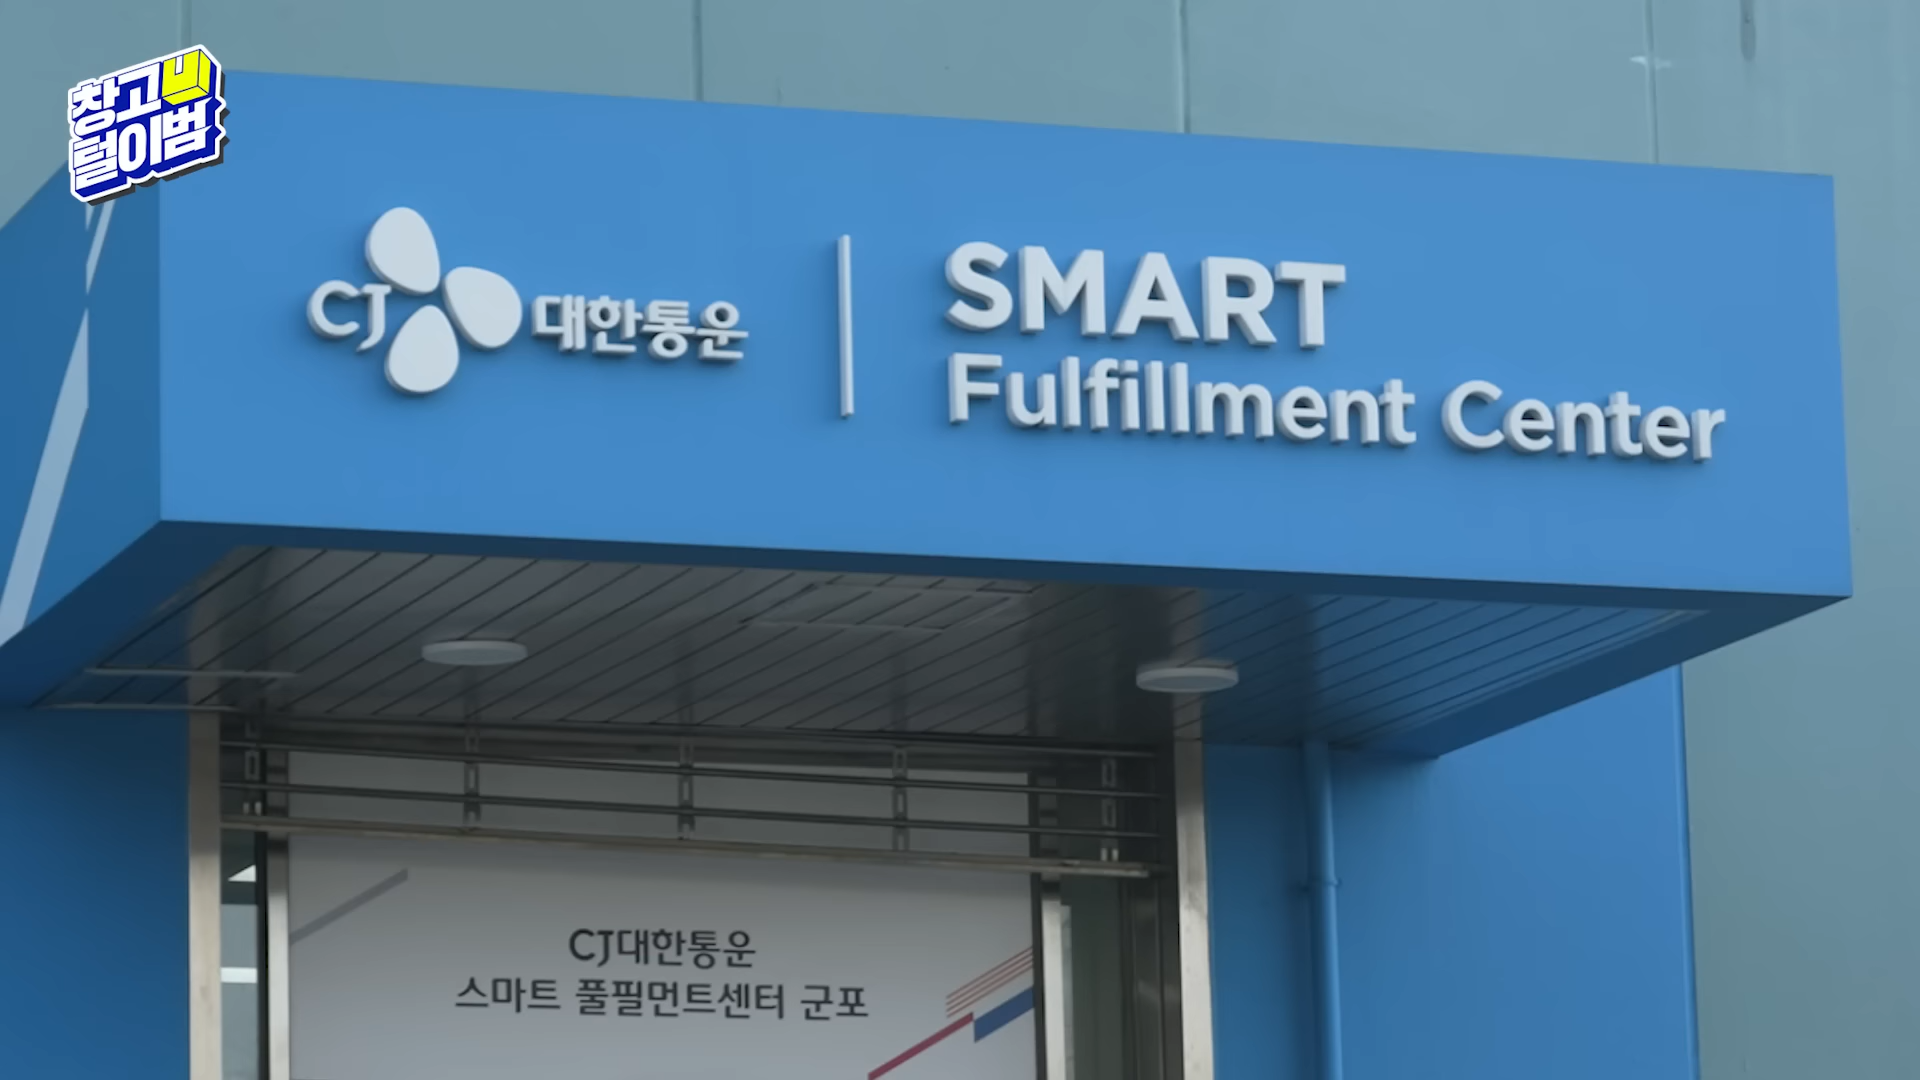 창고
털이범
CJ 대한통운
SMART
Fulfillment Center
CJ대한통운
스마트 풀필먼트센터 군포